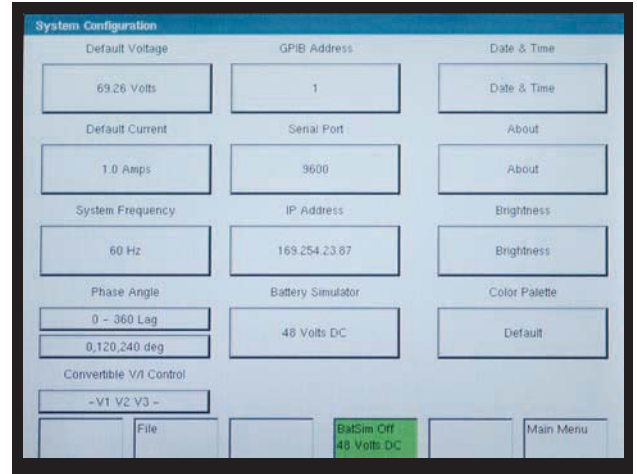 System Configuration
Default Voltage
69.26 Volts
Default Current
1.0 Amps
System Frequency
60 Hz
Phase Angle
0 - 360 Lag
0,120,240 deg
Convertible V/I Control
-V1 V2 V3 -
GPIB Address
1
Serial Port
9600
IP Address
169.254.23.87
Battery Simulator
48 Volts DC
Date & Time
Date & Time
About
About
Brightness
Brightness
Color Palette
Default
File
BatSim Off
48 Volts DC
Main Menu